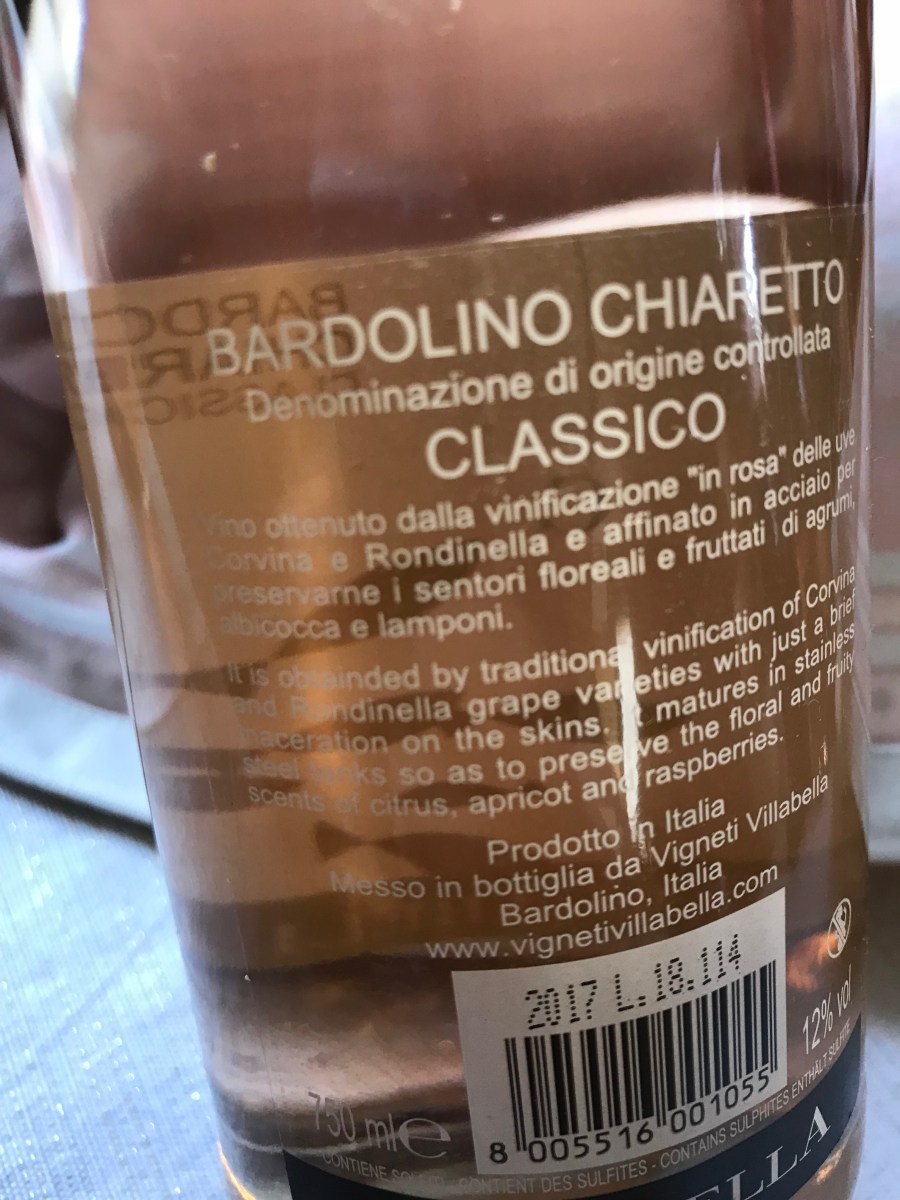 BARDOLINO CHIARETTO
Denominazione di origine controllata
CLASSICO
Vino ottenuto dalla vinificazione "in rosa" delle uve
Corvina e Rondinella e affinato in acciaio per
preservarne i sentori floreali e fruttati di agrumi,
albicocca e lamponi.
It is obtainded by traditional vinification of Corvina
and Rondinella grape varieties with just a brief
maceration on the skins. It matures in stainless
steel tanks so as to preserve the floral and fruity
scents of citrus, apricot and raspberries.
Prodotto in Italia
Messo in bottiglia da Vigneti Villabella
Bardolino, Italia
www.vignetivillabella.com
2017 L.18.114
12% vol
8 005516 001055
750 ml e
CONTIENE SOLFITI - CONTIENT DES SULFITES - CONTAINS SULPHITES ENTHÄLT SULFITE
ELLA